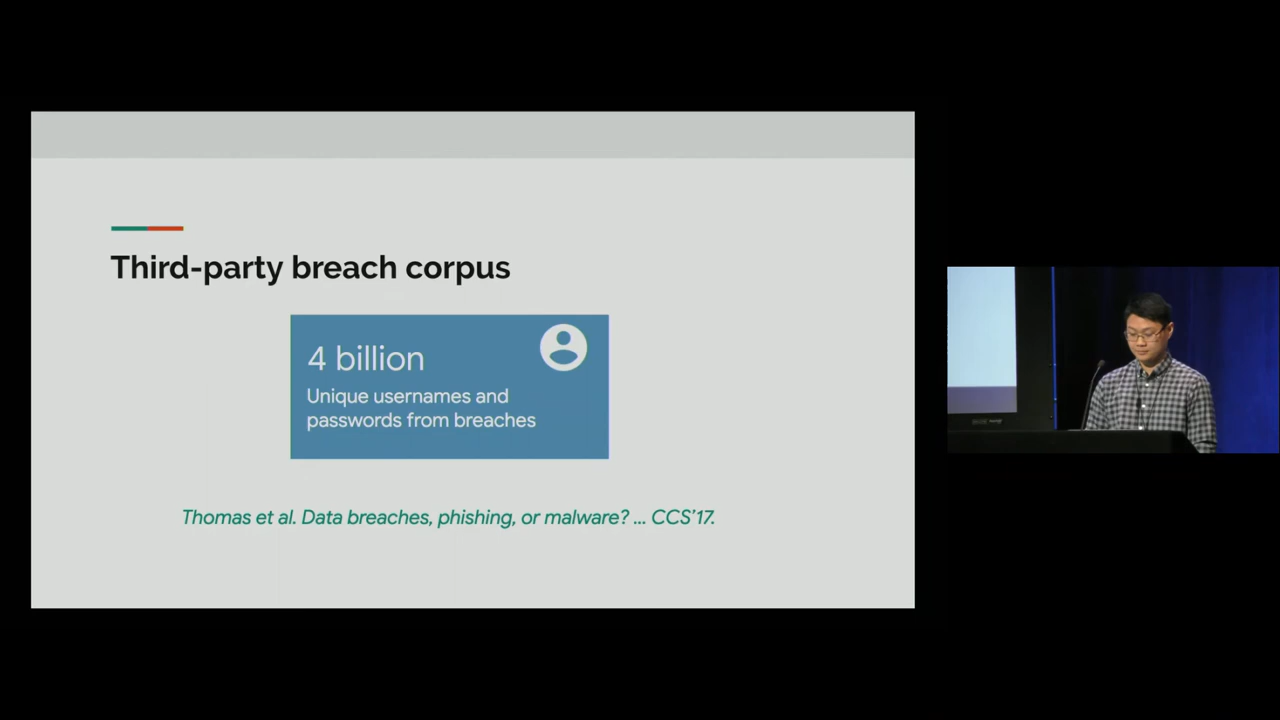 Third-party breach corpus
4 billion
Unique usernames and
passwords from breaches
Thomas et al. Data breaches, phishing, or malware? ... CCS'17.